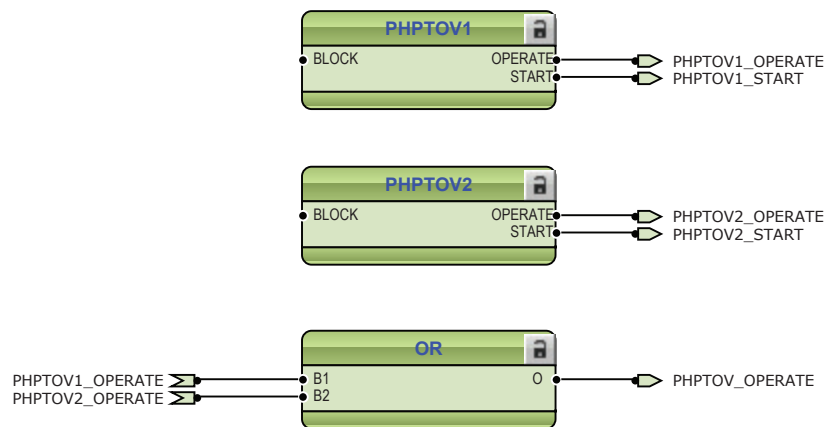 PHPTOV1
BLOCK OPERATE PHPTOV1_OPERATE
START PHPTOV1_START
PHPTOV2
BLOCK OPERATE PHPTOV2_OPERATE
START PHPTOV2_START
OR
PHPTOV1_OPERATE B1 O PHPTOV_OPERATE
PHPTOV2_OPERATE B2